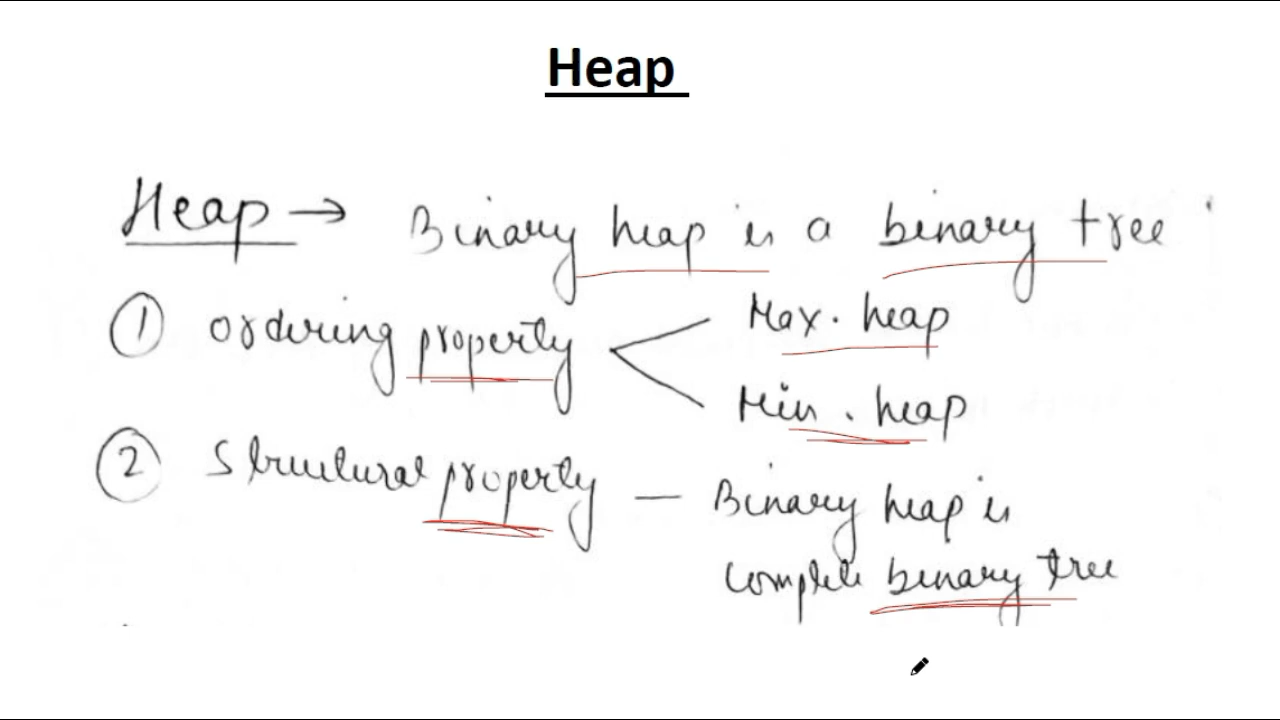 Heap
Heap → Binary heap is a binary tree
① Ordering property < Max. heap
Min. heap
② Structural property — Binary heap is
complete binary tree